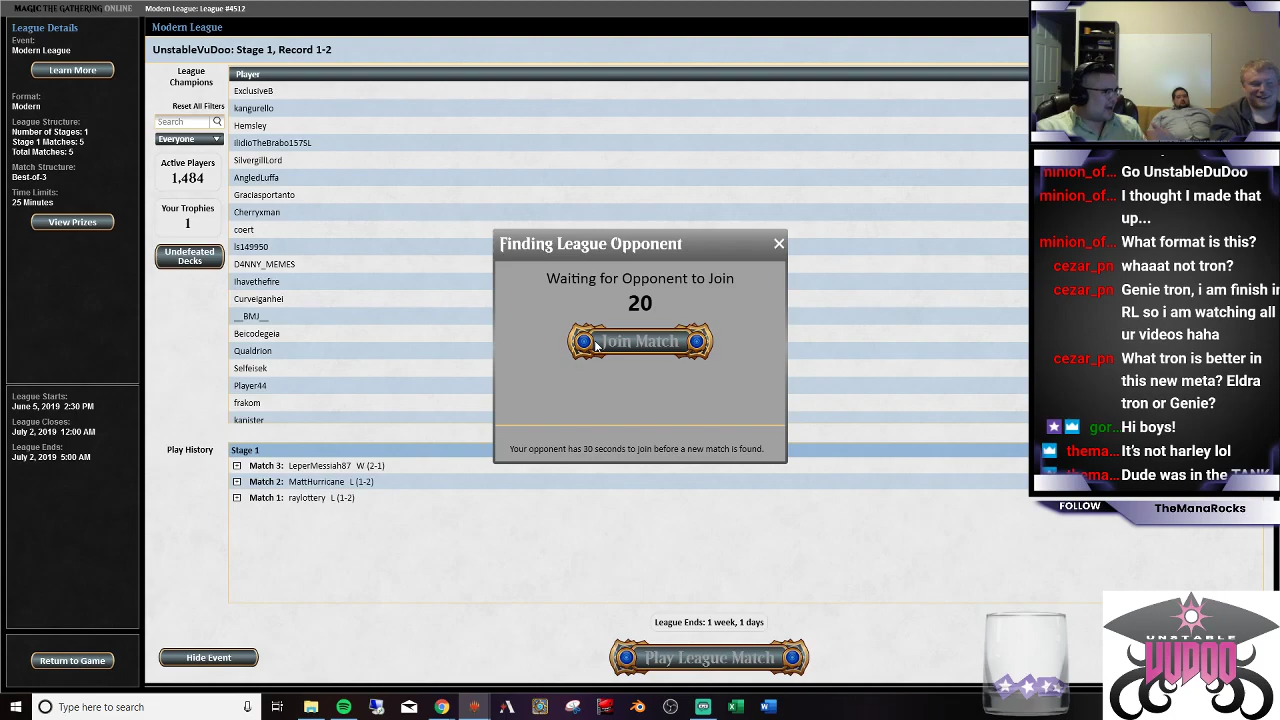 MAGIC THE GATHERING ONLINE
Modern League: League #4512
League Details
Event:
Modern League
Learn More
Format:
Modern
League Structure:
Number of Stages: 1
Stage 1 Matches: 5
Total Matches: 5
Match Structure:
Best-of-3
Time Limits:
25 Minutes
View Prizes
League Starts:
June 5, 2019 2:30 PM
League Closes:
July 2, 2019 12:00 AM
League Ends:
July 2, 2019 5:00 AM
Return to Game
Modern League
UnstableVuDoo: Stage 1, Record 1-2
League
Champions
Reset All Filters
Search
Everyone
Active Players
1,484
Your Trophies
1
Undefeated
Decks
Player
ExclusiveB
kangurello
Hemsley
IlidioTheBrabo157SL
SilvergillLord
AngledLuffa
Graciasportanto
Cherryxman
coert
ls149950
D4NNY_MEMES
Ihavethefire
Curveiganhei
__BMJ__
Beicodegeia
Qualdrion
Selfeisek
Player44
frakom
kanister
Play History
Stage 1
Match 3: LeperMessiah87 W (2-1)
Match 2: MattHurricane L (1-2)
Match 1: raylottery L (1-2)
Finding League Opponent
Waiting for Opponent to Join
20
Join Match
Your opponent has 30 seconds to join before a new match is found.
League Ends: 1 week, 1 days
Hide Event
Play League Match
minion_of... Go UnstableDuDoo
minion_of... I thought I made that
up...
minion_of... What format is this?
cezar_pn whaaat not tron?
cezar_pn Genie tron, i am finish in
RL so i am watching all
ur videos haha
cezar_pn What tron is better in
this new meta? Eldra
tron or Genie?
gor... Hi boys!
thema... It's not harley lol
thema... Dude was in the TANK
FOLLOW
TheManaRocks
UNSTABLE
VUDOO
Type here to search